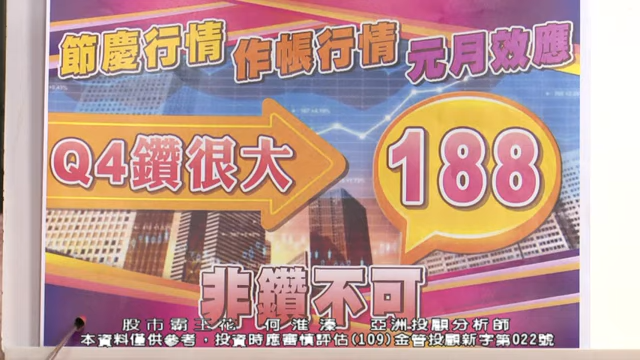 節慶行情 作帳行情 元月效應
Q4鑽很大
188
非鑽不可
股市霸主花 何淮溱 亞洲投顧分析師
本資料僅供參考，投資時應審慎評估(109)金管投顧新字第022號